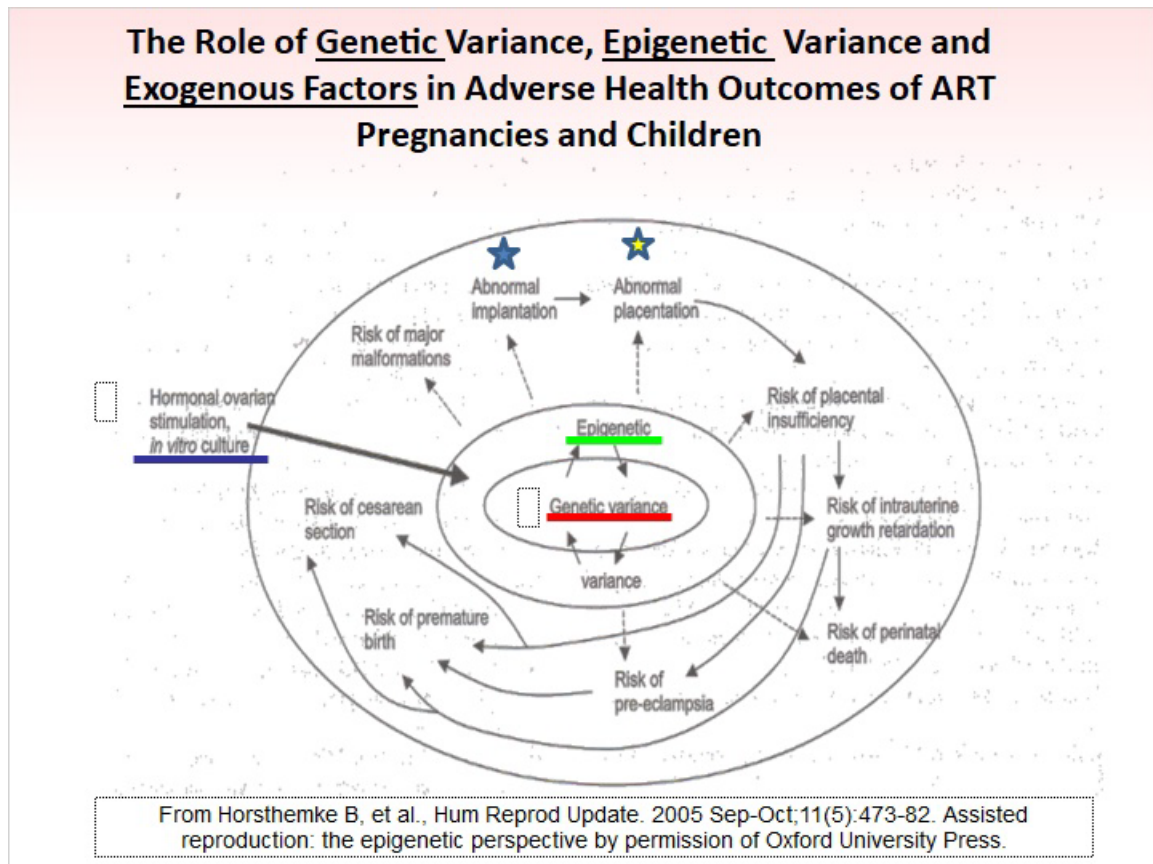 The Role of Genetic Variance, Epigenetic Variance and
Exogenous Factors in Adverse Health Outcomes of ART
Pregnancies and Children
Abnormal
implantation
Abnormal
placentation
Risk of major
malformations
Hormonal ovarian
stimulation,
in vitro culture
Risk of placental
insufficiency
Epigenetic
Genetic variance
variance
Risk of cesarean
section
Risk of intrauterine
growth retardation
Risk of premature
birth
Risk of perinatal
death
Risk of
pre-eclampsia
From Horsthemke B, et al., Hum Reprod Update. 2005 Sep-Oct;11(5):473-82. Assisted
reproduction: the epigenetic perspective by permission of Oxford University Press.